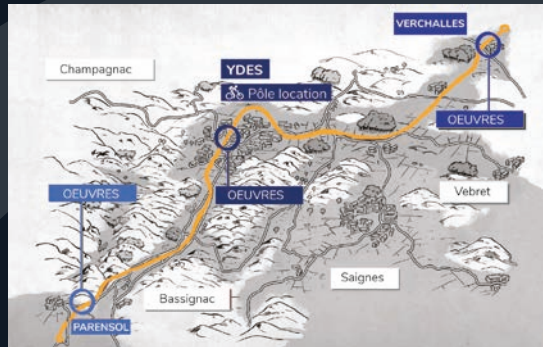 VERCHALLES
Champagnac
YDES
Pôle location
OEUVRES
OEUVRES
OEUVRES
Vebret
Saignes
Bassignac
PARENSOL